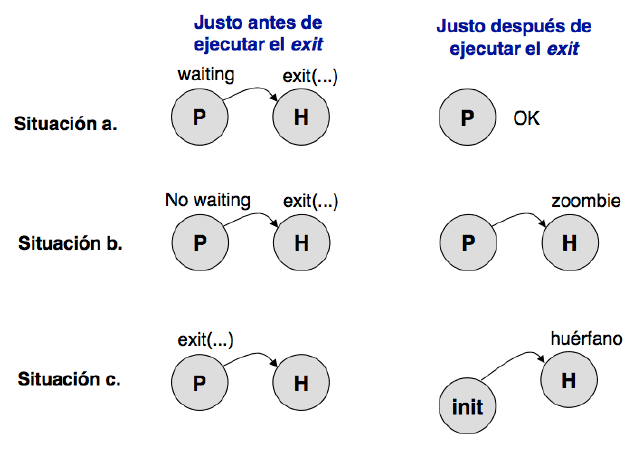 Justo antes de
ejecutar el exit
Justo después de
ejecutar el exit
waiting
exit(...)
Situación a.
P
H
P
OK
No waiting
exit(...)
zoombie
Situación b.
P
H
P
H
exit(...)
huérfano
Situación c.
P
H
H
init